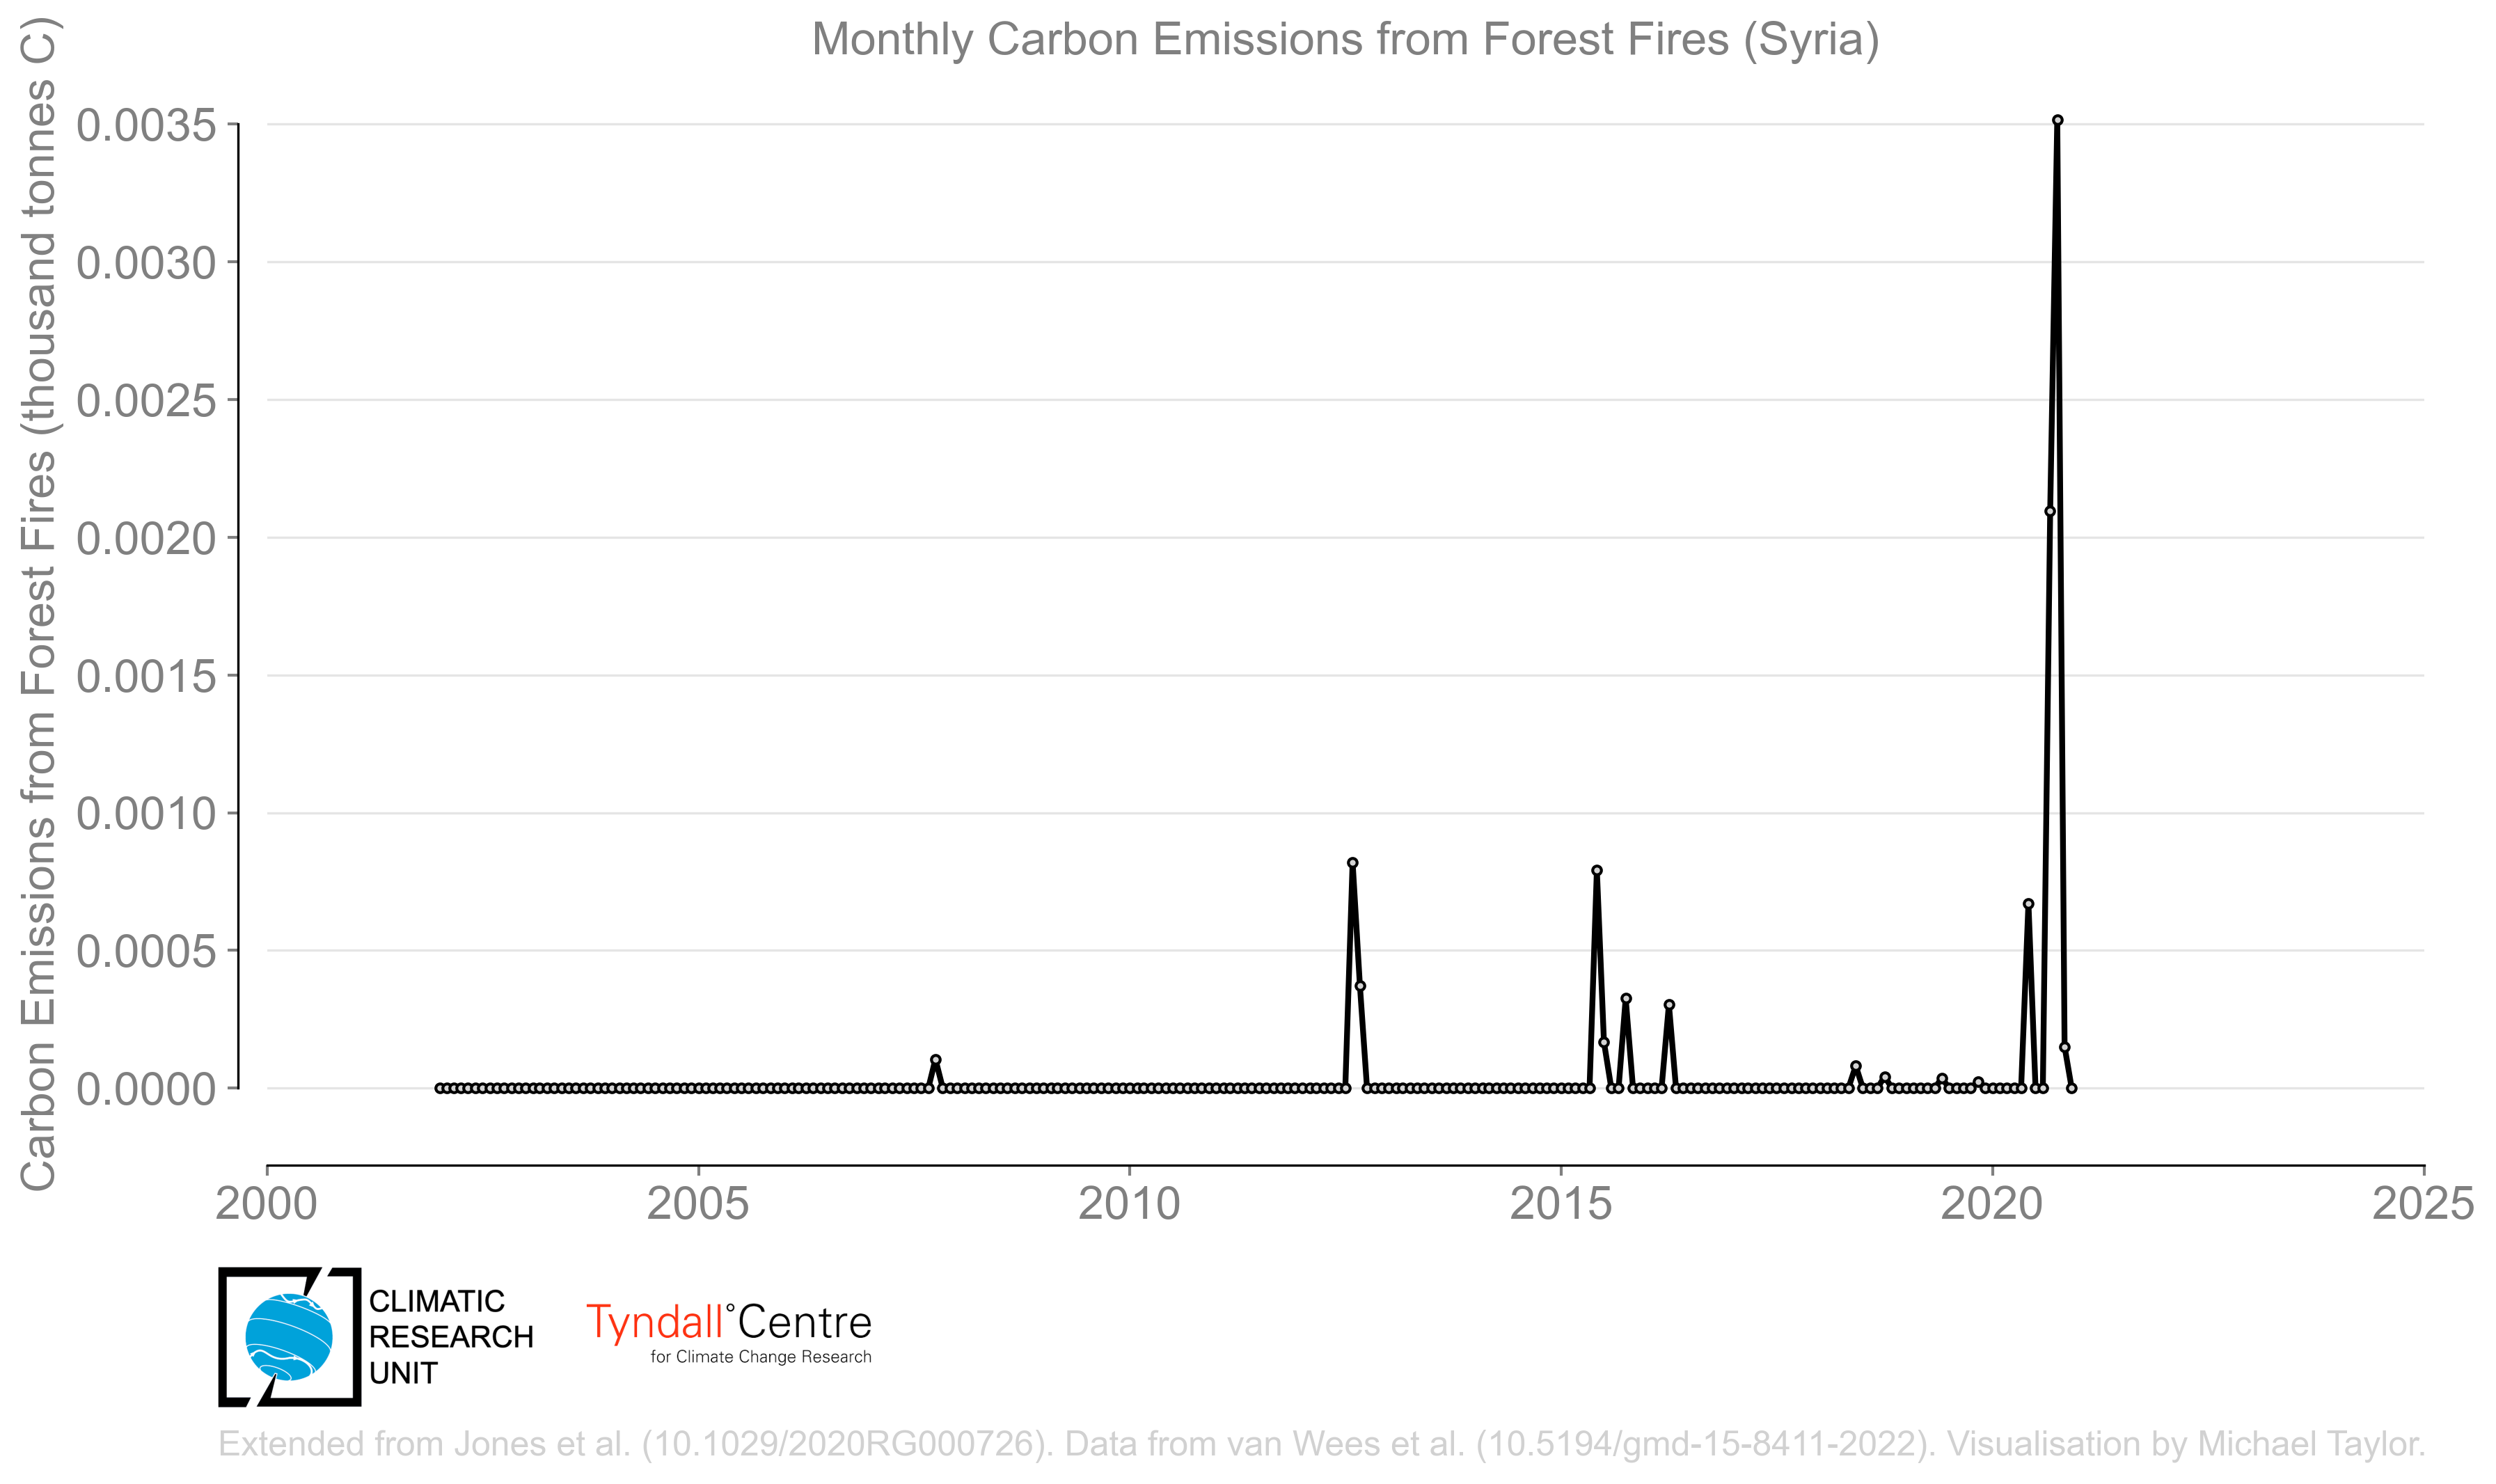 Monthly Carbon Emissions from Forest Fires (Syria)
Carbon Emissions from Forest Fires (thousand tonnes C)
0.0035
0.0030
0.0025
0.0020
0.0015
0.0010
0.0005
0.0000
2000 2005 2010 2015 2020 2025
CLIMATIC
RESEARCH
UNIT
Tyndall°Centre
for Climate Change Research
Extended from Jones et al. (10.1029/2020RG000726). Data from van Wees et al. (10.5194/gmd-15-8411-2022). Visualisation by Michael Taylor.